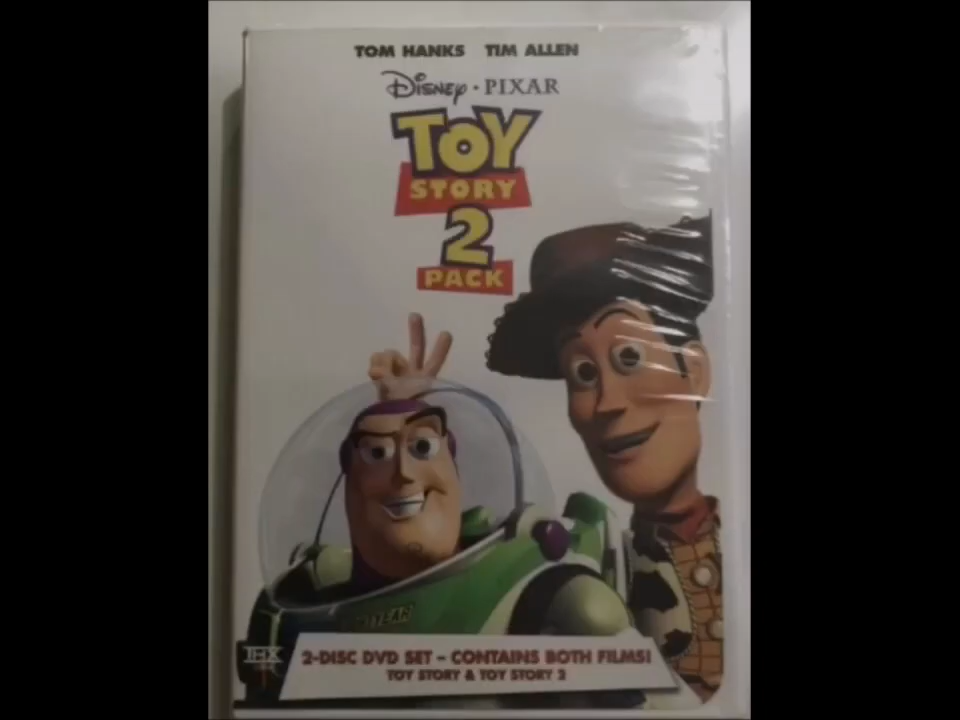 TOM HANKS TIM ALLEN
Disney · PIXAR
TOY
STORY
2
PACK
THX
2-DISC DVD SET – CONTAINS BOTH FILMS!
TOY STORY & TOY STORY 2